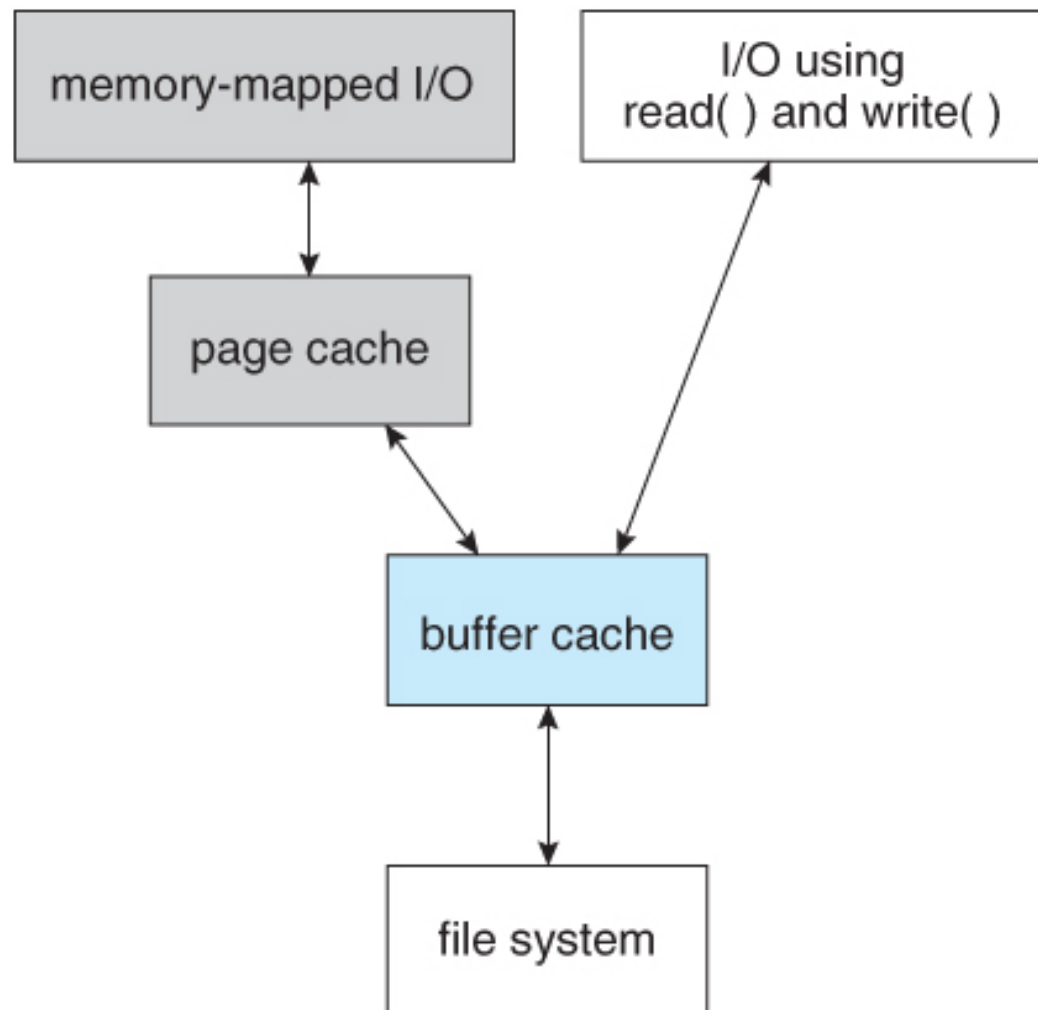 memory-mapped I/O
I/O using
read( ) and write( )
page cache
buffer cache
file system